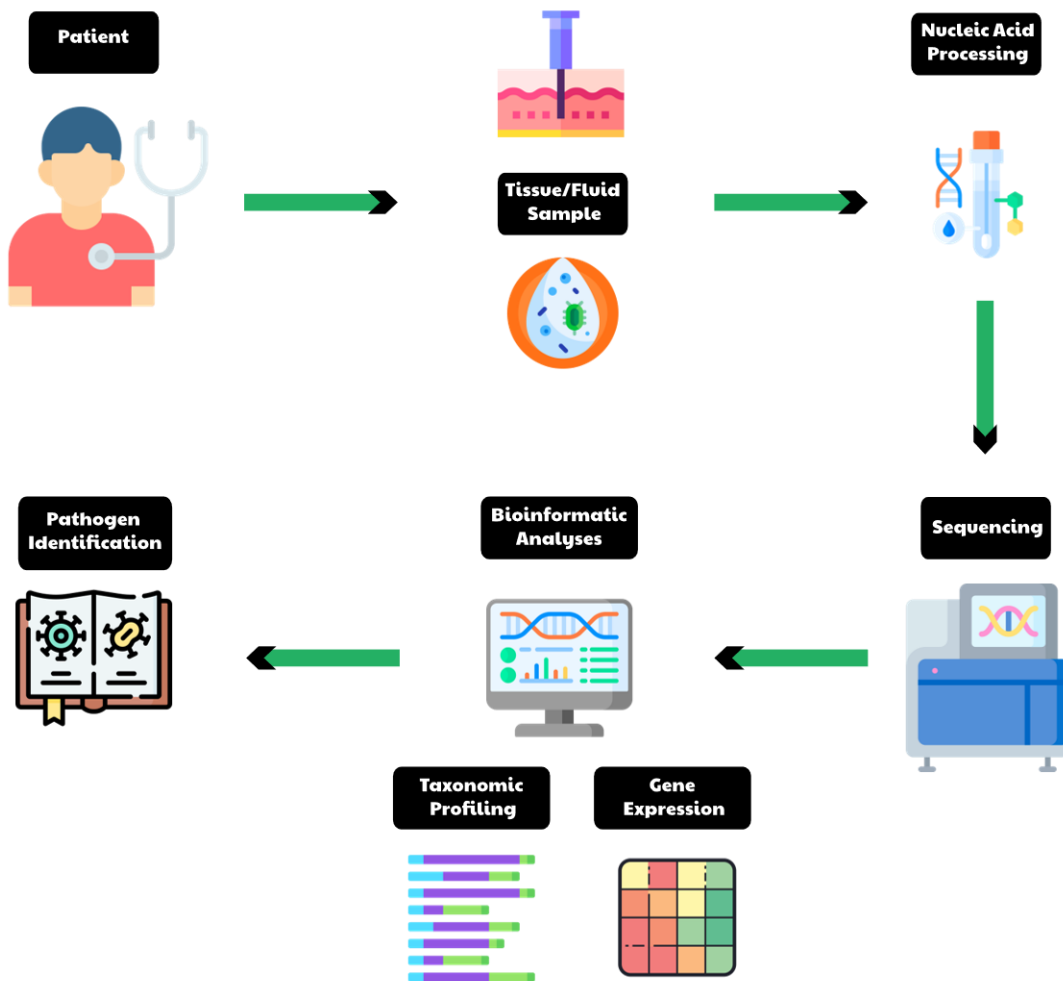 Patient
Tissue/Fluid
Sample
Nucleic Acid
Processing
Sequencing
Bioinformatic
Analyses
Pathogen
Identification
Taxonomic
Profiling
Gene
Expression